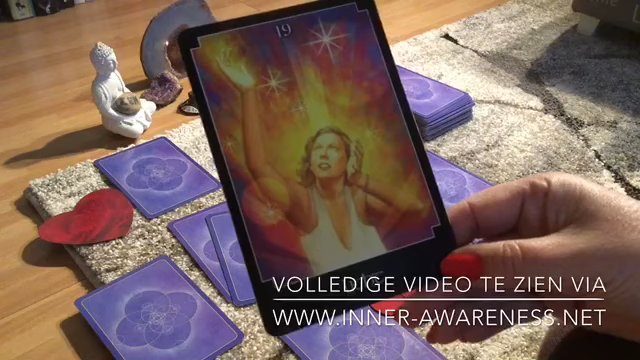 19
VOLLEDIGE VIDEO TE ZIEN VIA
WWW.INNER-AWARENESS.NET